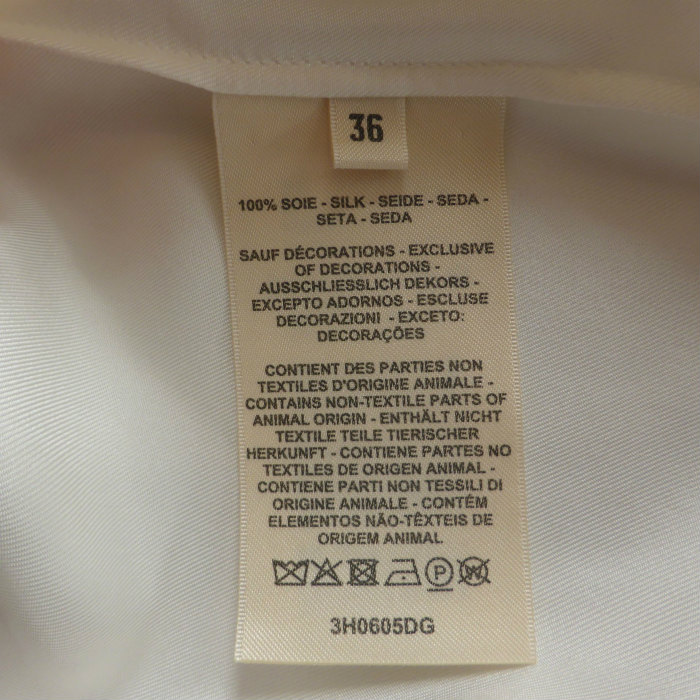 36
100% SOIE - SILK - SEIDE - SEDA -
SETA - SEDA
SAUF DÉCORATIONS - EXCLUSIVE
OF DECORATIONS -
AUSSCHLIESSLICH DEKORS -
EXCEPTO ADORNOS - ESCLUSE
DECORAZIONI - EXCETO:
DECORAÇÕES
CONTIENT DES PARTIES NON
TEXTILES D'ORIGINE ANIMALE -
CONTAINS NON-TEXTILE PARTS OF
ANIMAL ORIGIN - ENTHÄLT NICHT
TEXTILE TEILE TIERISCHER
HERKUNFT - CONTIENE PARTES NO
TEXTILES DE ORIGEN ANIMAL -
CONTIENE PARTI NON TESSILI DI
ORIGINE ANIMALE - CONTÉM
ELEMENTOS NÃO-TÊXTEIS DE
ORIGEM ANIMAL
P W
3H0605DG